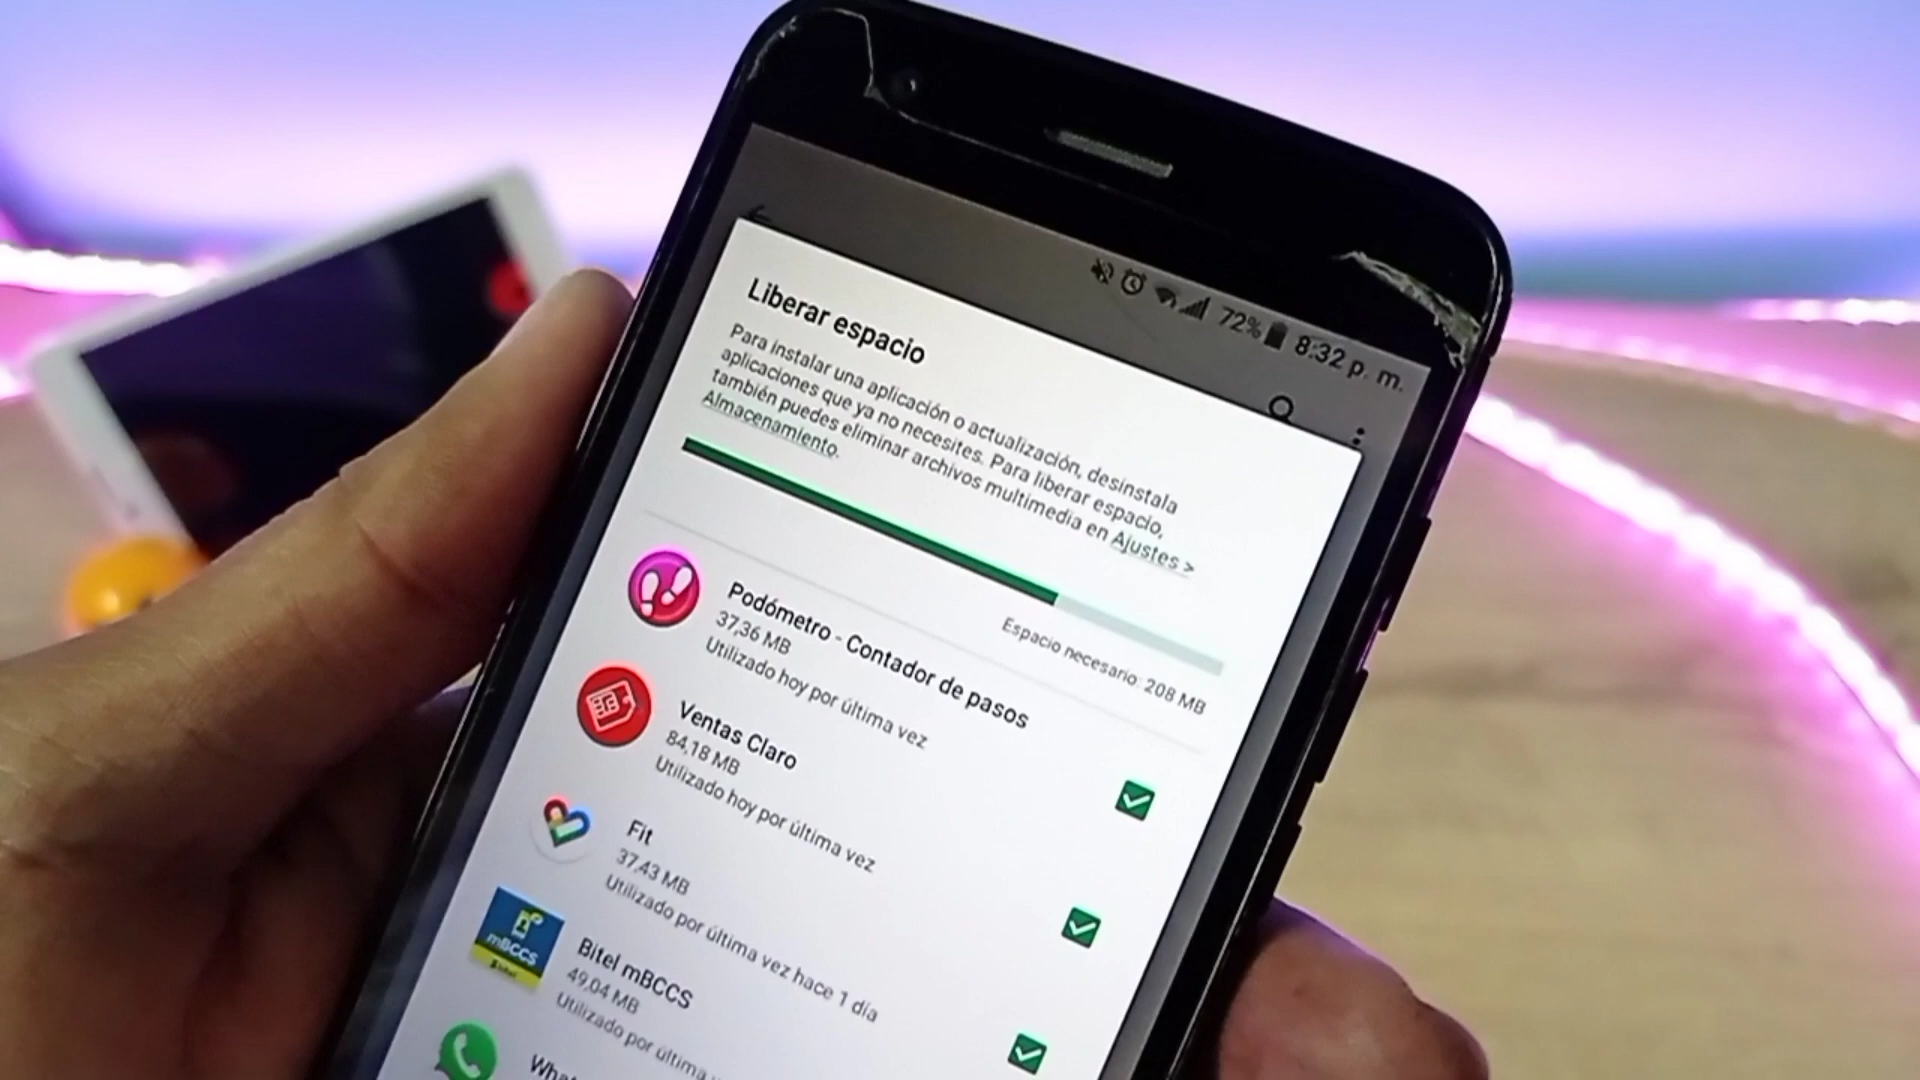 72% 8:32 p. m.
Liberar espacio
Para instalar una aplicación o actualización, desinstala
aplicaciones que ya no necesites. Para liberar espacio,
también puedes eliminar archivos multimedia en Ajustes >
Almacenamiento.
Espacio necesario: 208 MB
Podómetro - Contador de pasos
37,36 MB
Utilizado hoy por última vez
Ventas Claro
84,18 MB
Utilizado hoy por última vez
Fit
37,43 MB
Utilizado por última vez hace 1 día
mBCCS
Bitel mBCCS
49,04 MB
Utilizado por última